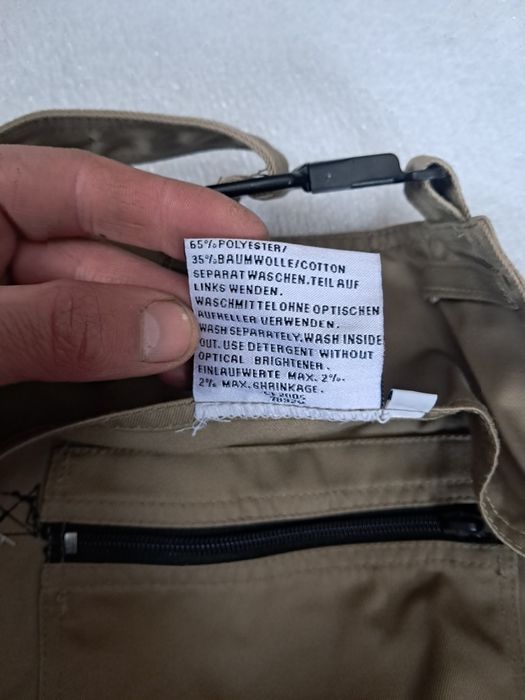 65% POLYESTER/
35% BAUMWOLLE/COTTON
SEPARAT WASCHEN. TEIL AUF
LINKS WENDEN.
WASCHMITTEL OHNE OPTISCHEN
AUFHELLER VERWENDEN.
WASH SEPARATELY. WASH INSIDE
OUT. USE DETERGENT WITHOUT
OPTICAL BRIGHTENER.
EINLAUFWERTE MAX. 2%.
2% MAX. SHRINKAGE.
2005